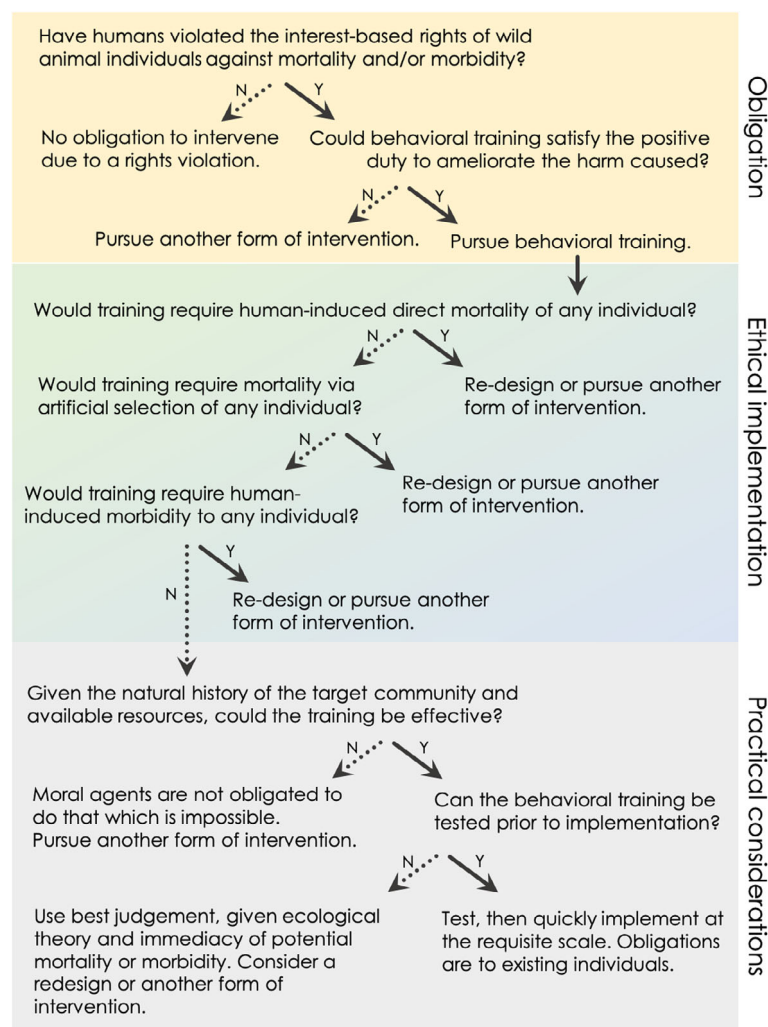 Have humans violated the interest-based rights of wild
animal individuals against mortality and/or morbidity?
N
Y
No obligation to intervene
due to a rights violation.
Could behavioral training satisfy the positive
duty to ameliorate the harm caused?
N
Y
Pursue another form of intervention.
Pursue behavioral training.
Obligation
Would training require human-induced direct mortality of any individual?
N
Y
Would training require mortality via
artificial selection of any individual?
Re-design or pursue another
form of intervention.
N
Y
Would training require human-
induced morbidity to any individual?
Re-design or pursue another
form of intervention.
N
Y
Re-design or pursue another
form of intervention.
Ethical implementation
Given the natural history of the target community and
available resources, could the training be effective?
N
Y
Moral agents are not obligated to
do that which is impossible.
Pursue another form of intervention.
Can the behavioral training be
tested prior to implementation?
N
Y
Use best judgement, given ecological
theory and immediacy of potential
mortality or morbidity. Consider a
redesign or another form of
intervention.
Test, then quickly implement at
the requisite scale. Obligations
are to existing individuals.
Practical considerations